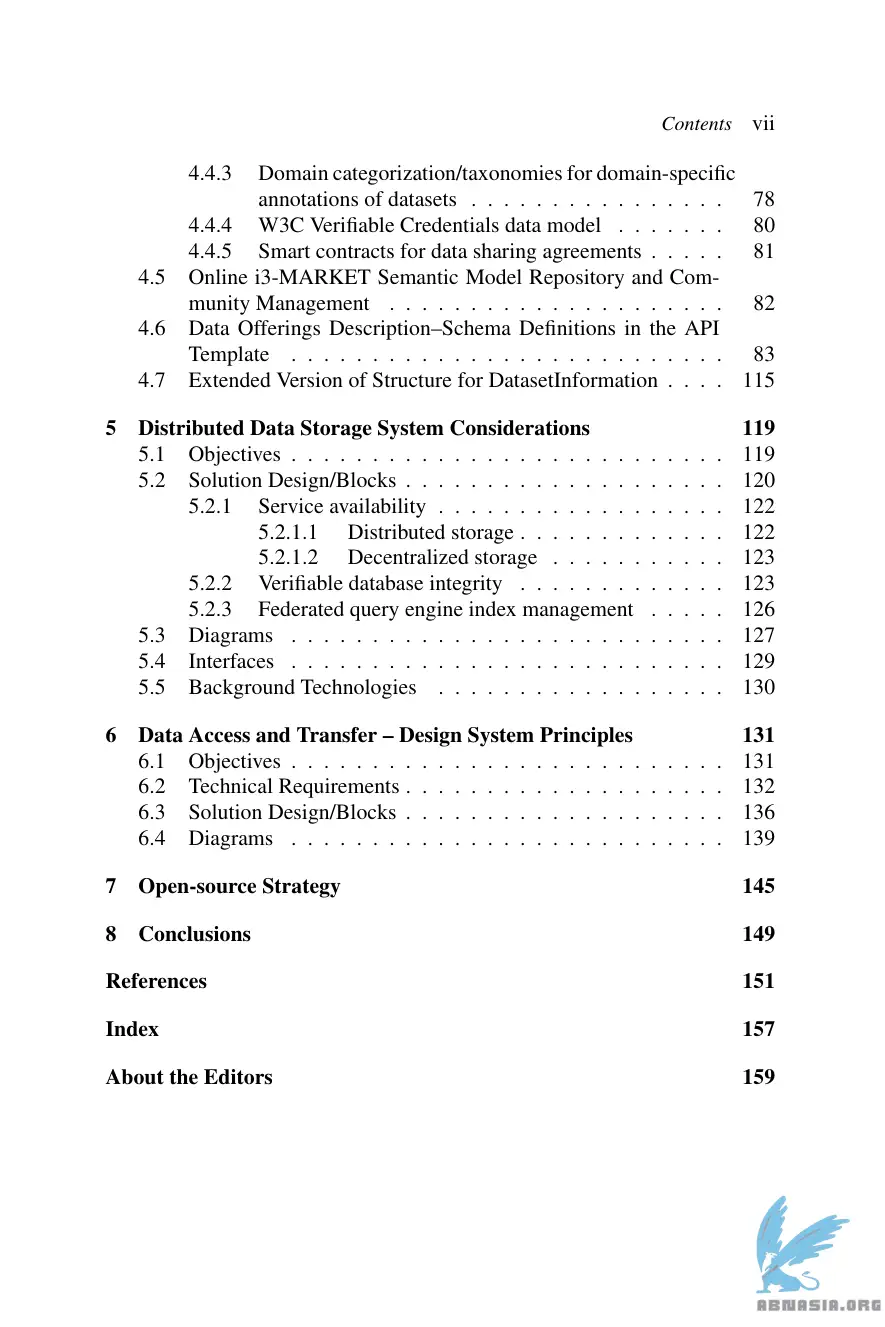 Contents vii
4.4.3 Domain categorization/taxonomies for domain-specific
annotations of datasets . . . . . . . . . . . . . . . . 78
4.4.4 W3C Verifiable Credentials data model . . . . . . . 80
4.4.5 Smart contracts for data sharing agreements . . . . . 81
4.5 Online i3-MARKET Semantic Model Repository and Com-
munity Management . . . . . . . . . . . . . . . . . . . . . 82
4.6 Data Offerings Description–Schema Definitions in the API
Template . . . . . . . . . . . . . . . . . . . . . . . . . . . 83
4.7 Extended Version of Structure for DatasetInformation . . . . 115
5 Distributed Data Storage System Considerations 119
5.1 Objectives . . . . . . . . . . . . . . . . . . . . . . . . . . . 119
5.2 Solution Design/Blocks . . . . . . . . . . . . . . . . . . . . 120
5.2.1 Service availability . . . . . . . . . . . . . . . . . . 122
5.2.1.1 Distributed storage . . . . . . . . . . . . . 122
5.2.1.2 Decentralized storage . . . . . . . . . . . 123
5.2.2 Verifiable database integrity . . . . . . . . . . . . . 123
5.2.3 Federated query engine index management . . . . . 126
5.3 Diagrams . . . . . . . . . . . . . . . . . . . . . . . . . . . 127
5.4 Interfaces . . . . . . . . . . . . . . . . . . . . . . . . . . . 129
5.5 Background Technologies . . . . . . . . . . . . . . . . . . 130
6 Data Access and Transfer – Design System Principles 131
6.1 Objectives . . . . . . . . . . . . . . . . . . . . . . . . . . . 131
6.2 Technical Requirements . . . . . . . . . . . . . . . . . . . . 132
6.3 Solution Design/Blocks . . . . . . . . . . . . . . . . . . . . 136
6.4 Diagrams . . . . . . . . . . . . . . . . . . . . . . . . . . . 139
7 Open-source Strategy 145
8 Conclusions 149
References 151
Index 157
About the Editors 159
ABNASIA.ORG